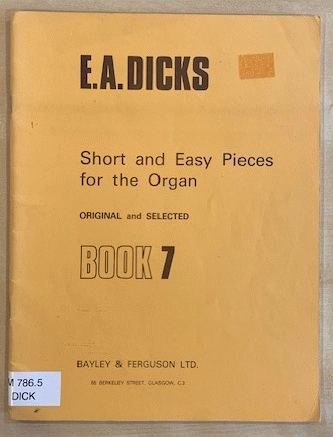 E.A.DICKS
Short and Easy Pieces
for the Organ
ORIGINAL and SELECTED
BOOK 7
BAYLEY & FERGUSON LTD.
65 BERKELEY STREET, GLASGOW, C.3
M 786.5
DICK